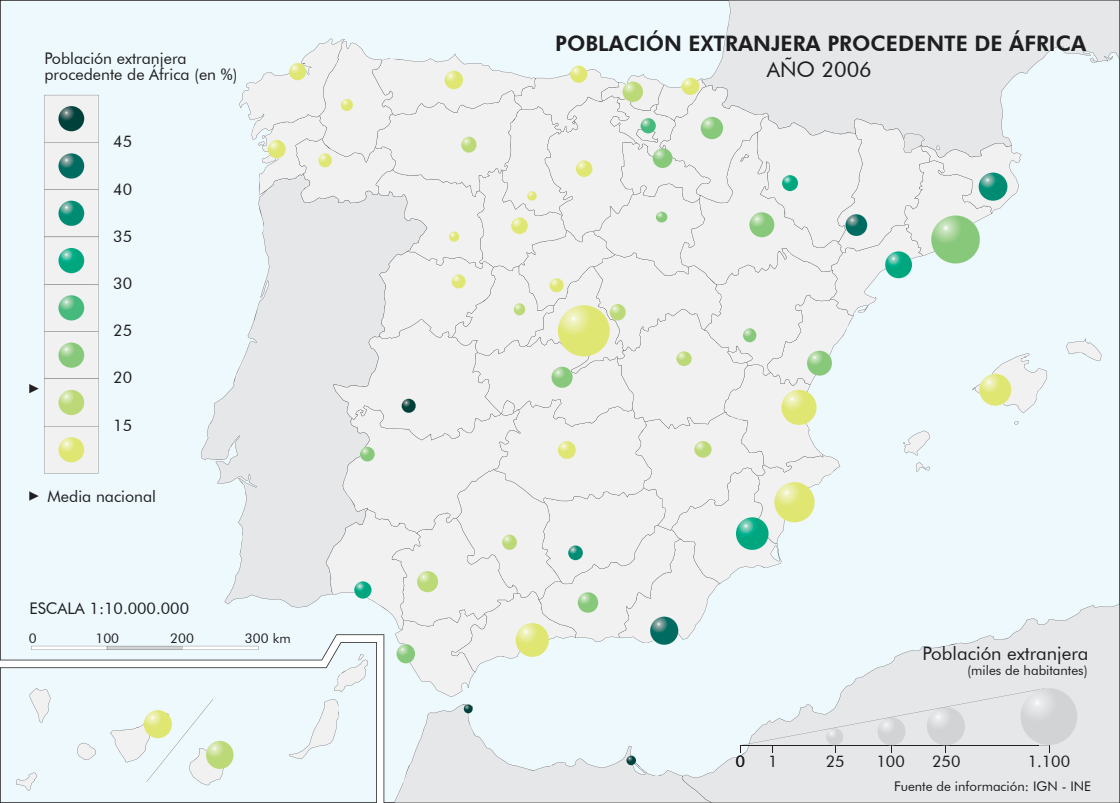 POBLACIÓN EXTRANJERA PROCEDENTE DE ÁFRICA
AÑO 2006
Población extranjera
procedente de África (en %)
45
40
35
30
25
20
15
► Media nacional
ESCALA 1:10.000.000
0 100 200 300 km
Población extranjera
(miles de habitantes)
0 1 25 100 250 1.100
Fuente de información: IGN - INE